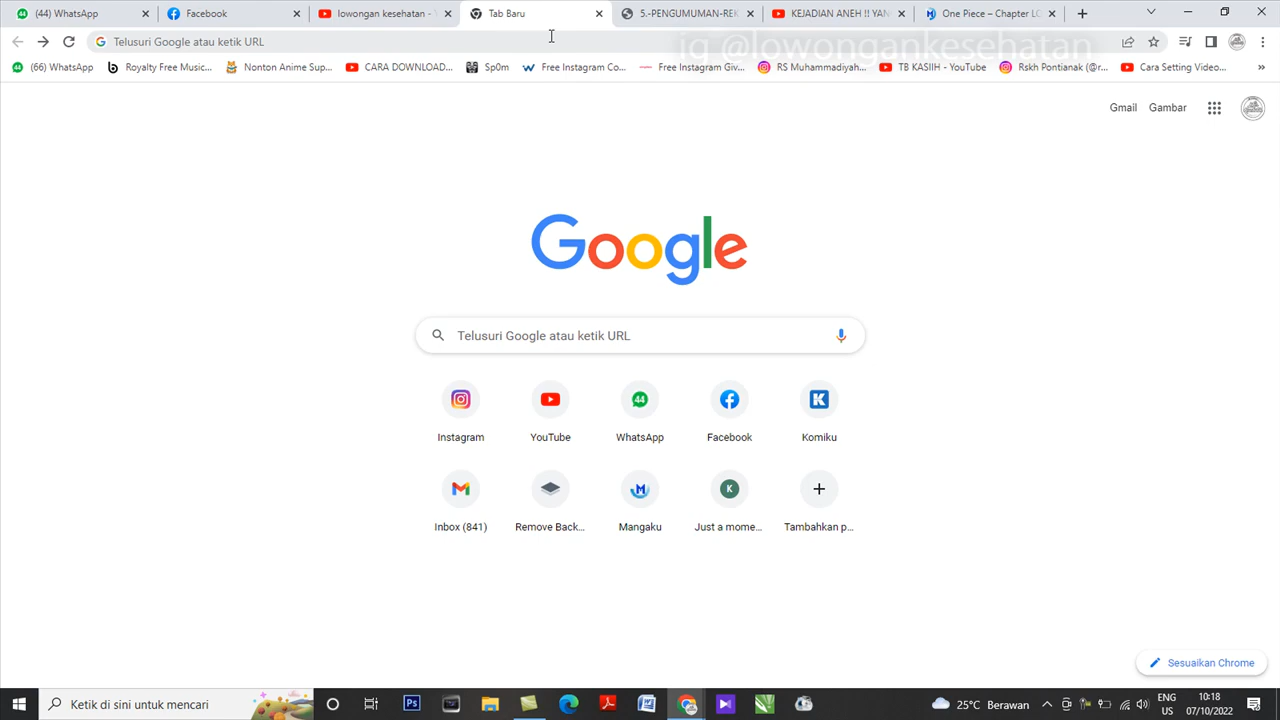 (44) WhatsApp
Facebook
lowongan kesehatan -
Tab Baru
5.-PENGUMUMAN-REK
KEJADIAN ANEH !! YAN
One Piece – Chapter LO
Telusuri Google atau ketik URL
ig @lowongankesehatan
(66) WhatsApp
Royalty Free Music...
Nonton Anime Sup...
CARA DOWNLOAD...
Sp0m
Free Instagram Co...
Free Instagram Giv...
RS Muhammadiyah...
TB KASIIH - YouTube
Rskh Pontianak (@r...
Cara Setting Video...
»
Gmail
Gambar
Google
Telusuri Google atau ketik URL
44
K
Instagram
YouTube
WhatsApp
Facebook
Komiku
K
Inbox (841)
Remove Back...
Mangaku
Just a mome...
Tambahkan p...
Sesuaikan Chrome
Ketik di sini untuk mencari
Ps
25°C Berawan
ENG
US
10:18
07/10/2022